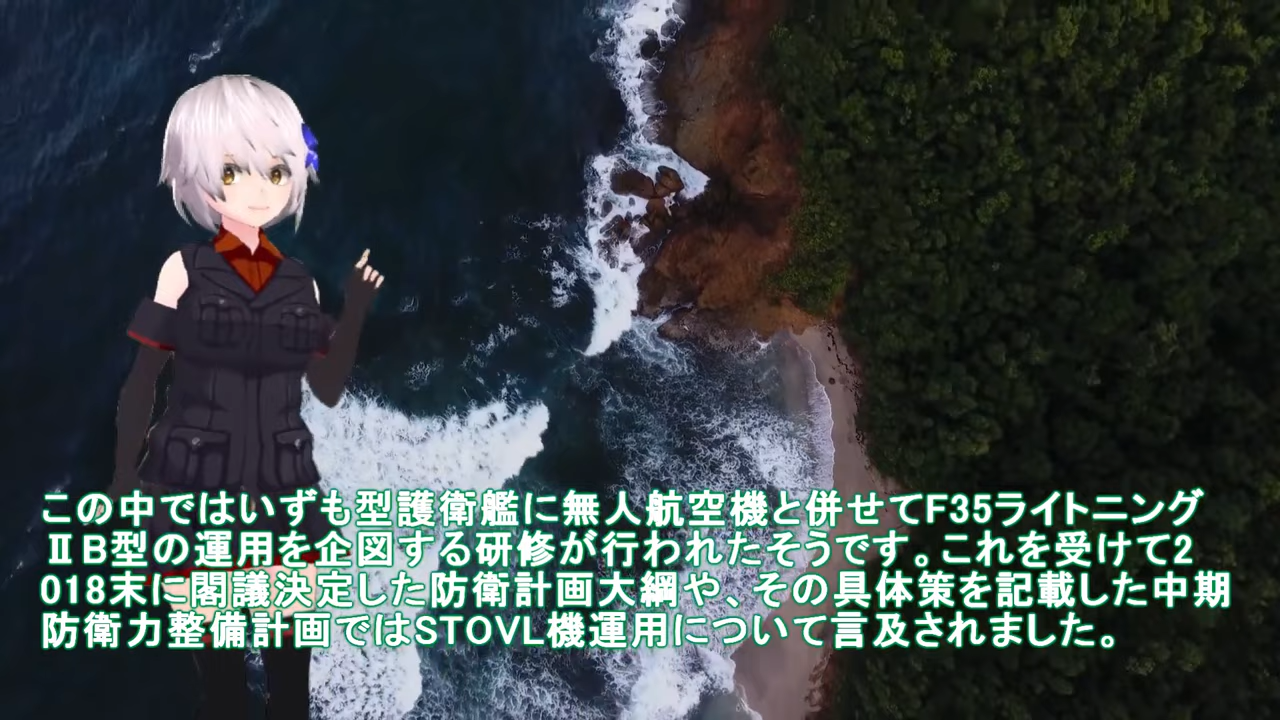 この中ではいずも型護衛艦に無人航空機と併せてF35ライトニング
ⅡB型の運用を企図する研修が行われたそうです。これを受けて2
018末に閣議決定した防衛計画大綱や、その具体策を記載した中期
防衛力整備計画ではSTOVL機運用について言及されました。